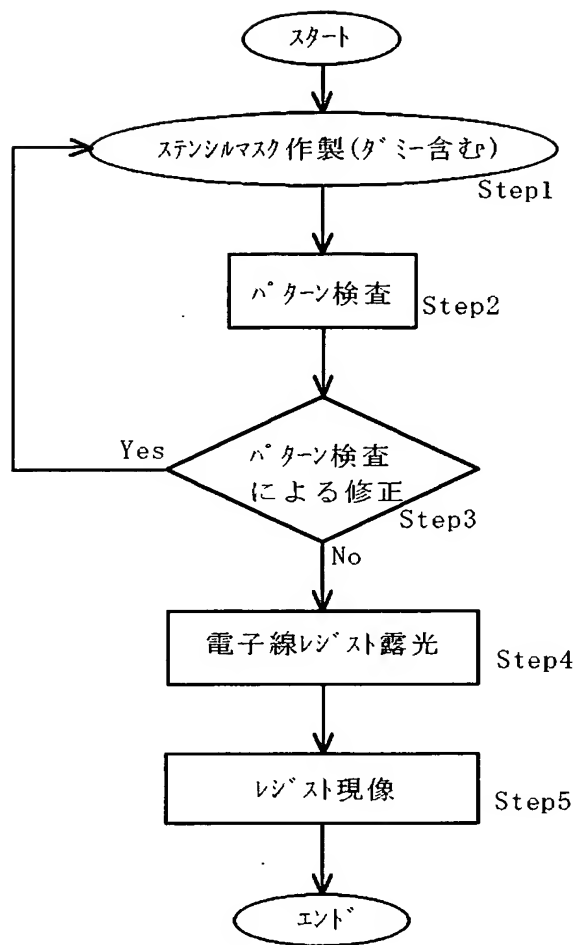 ｽﾀｰﾄ
ｽﾃﾝｼﾙﾏｽｸ作製(ﾀﾞﾐｰ含む)
Step1
ﾊﾟﾀｰﾝ検査
Step2
Yes
ﾊﾟﾀｰﾝ検査
による修正
Step3
No
電子線ﾚｼﾞｽﾄ露光
Step4
ﾚｼﾞｽﾄ現像
Step5
ｴﾝﾄﾞ